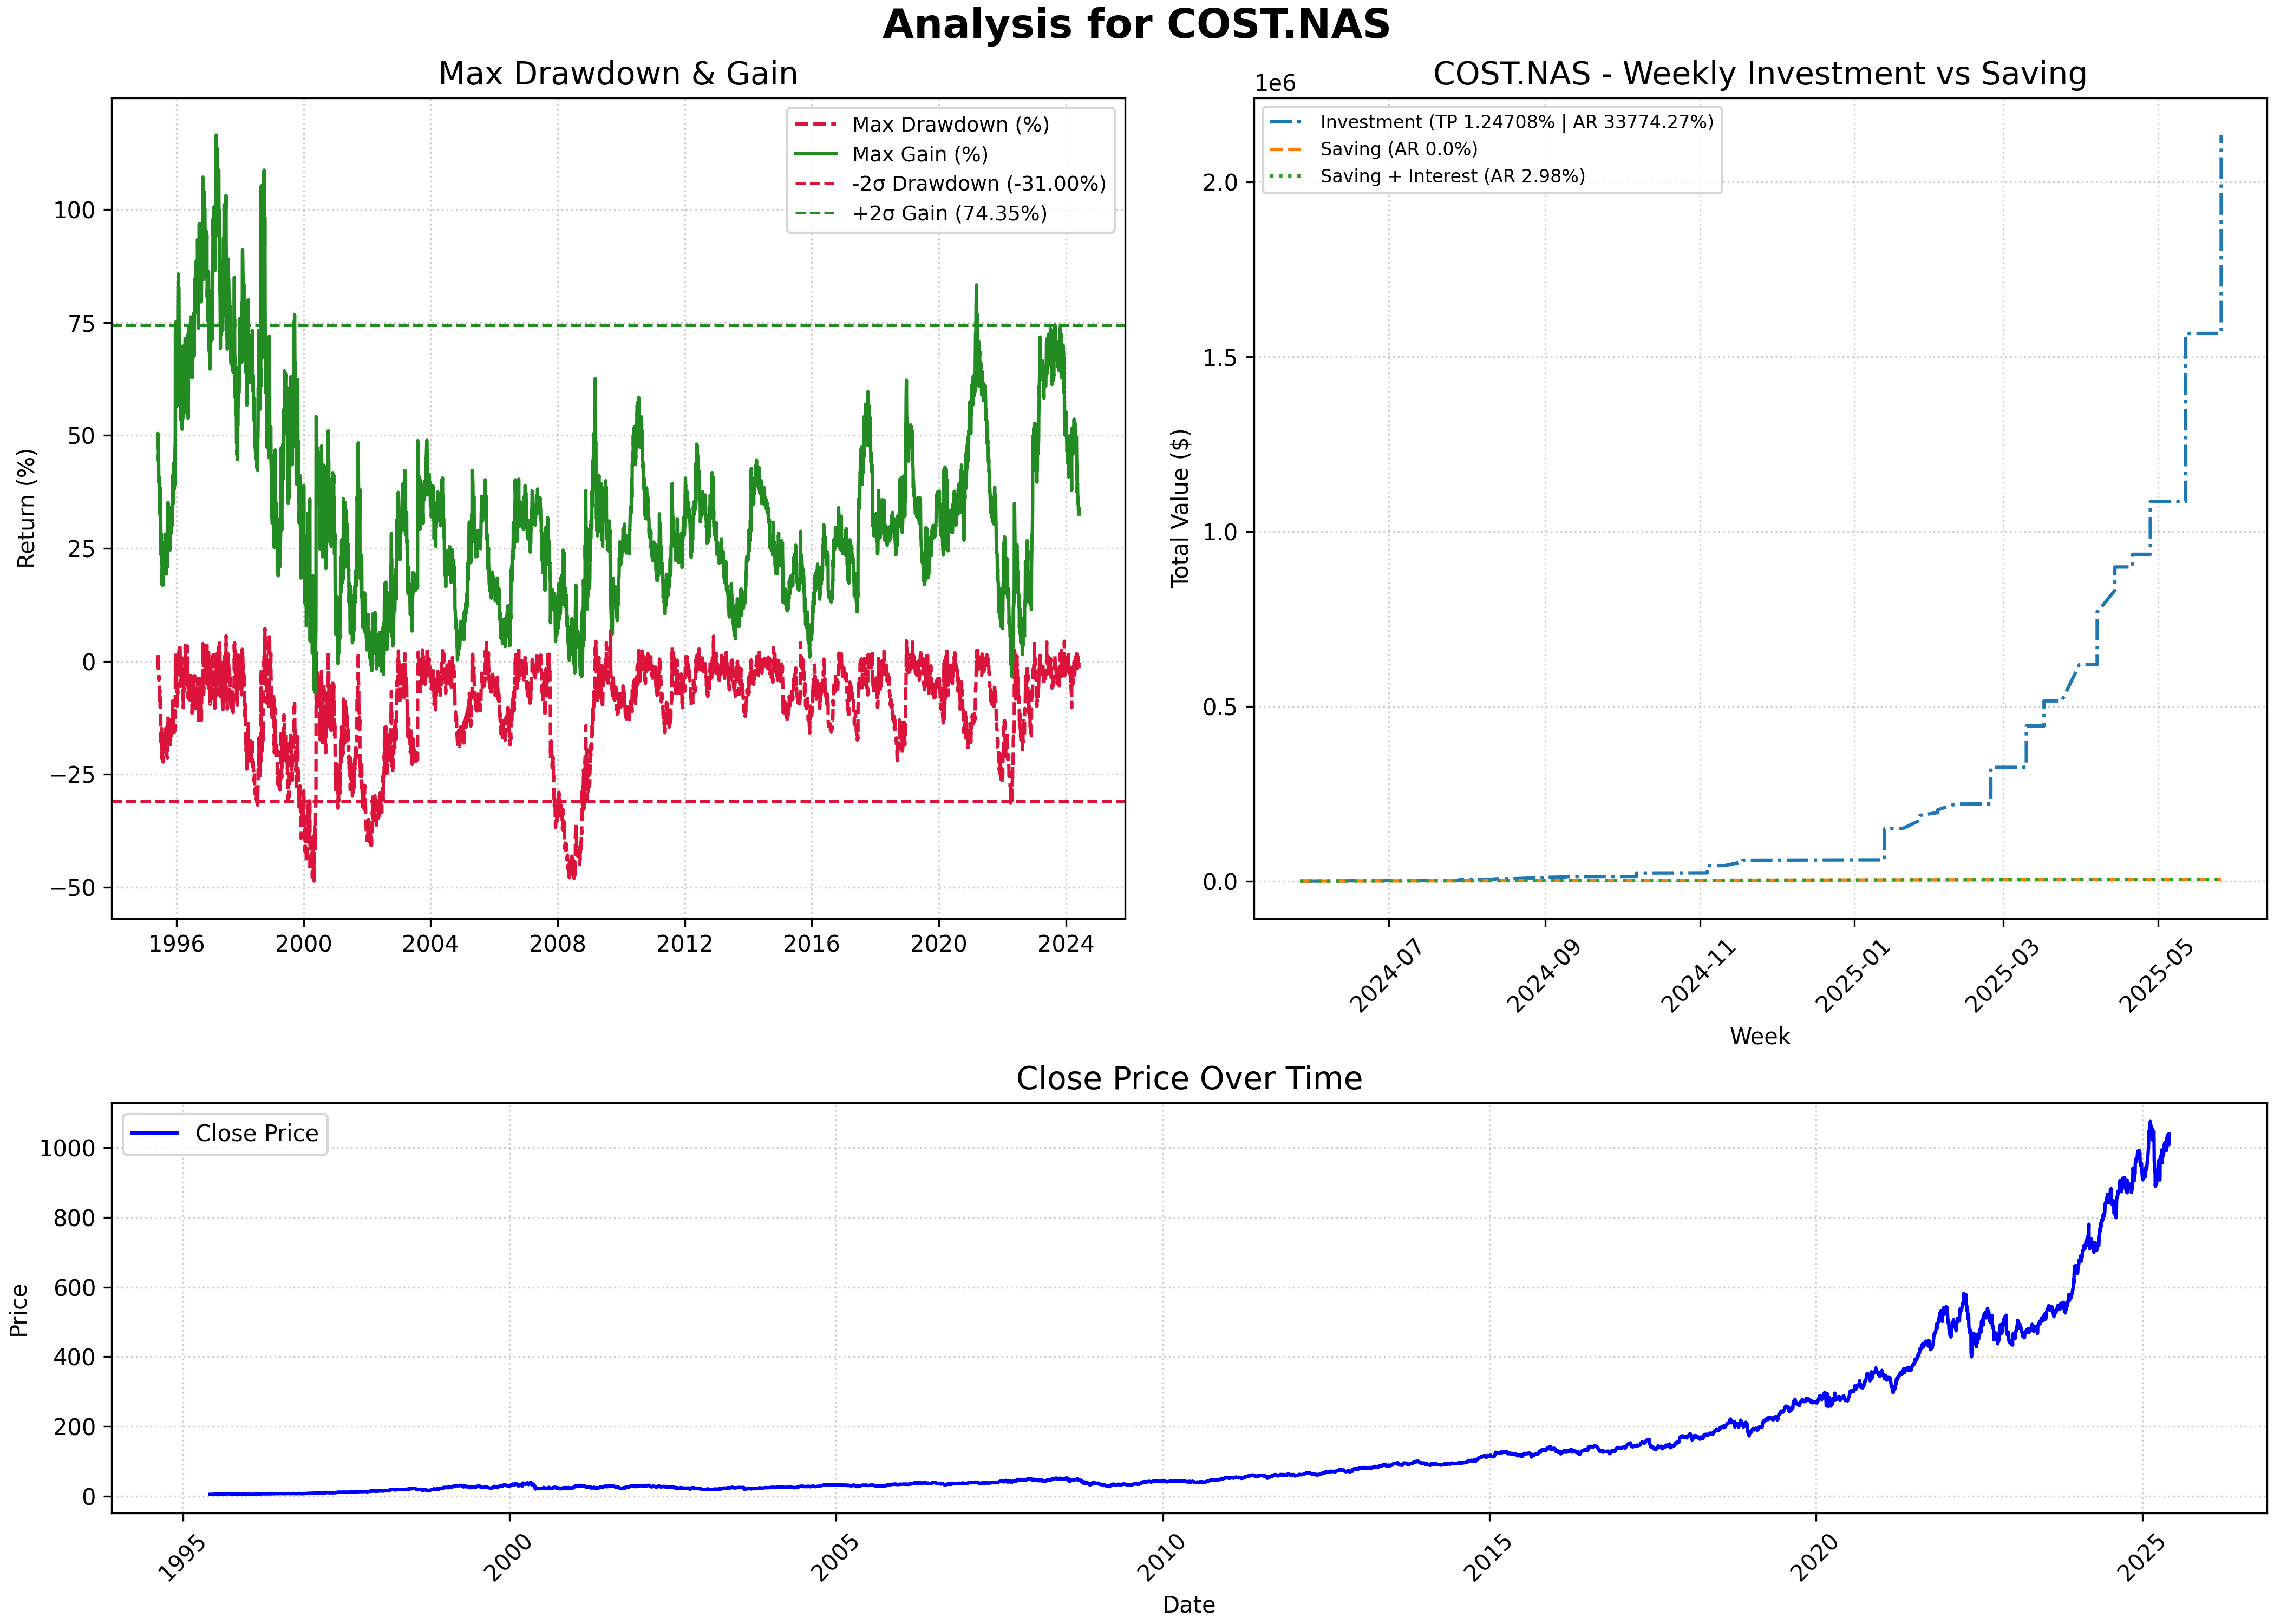 Analysis for COST.NAS
Max Drawdown & Gain
Max Drawdown (%)
Max Gain (%)
-2σ Drawdown (-31.00%)
+2σ Gain (74.35%)
Return (%)
100
75
50
25
0
−25
−50
1996 2000 2004 2008 2012 2016 2020 2024
COST.NAS - Weekly Investment vs Saving
1e6
Investment (TP 1.24708% | AR 33774.27%)
Saving (AR 0.0%)
Saving + Interest (AR 2.98%)
Total Value ($)
2.0
1.5
1.0
0.5
0.0
2024-07 2024-09 2024-11 2025-01 2025-03 2025-05
Week
Close Price Over Time
Close Price
Price
1000
800
600
400
200
0
1995 2000 2005 2010 2015 2020 2025
Date